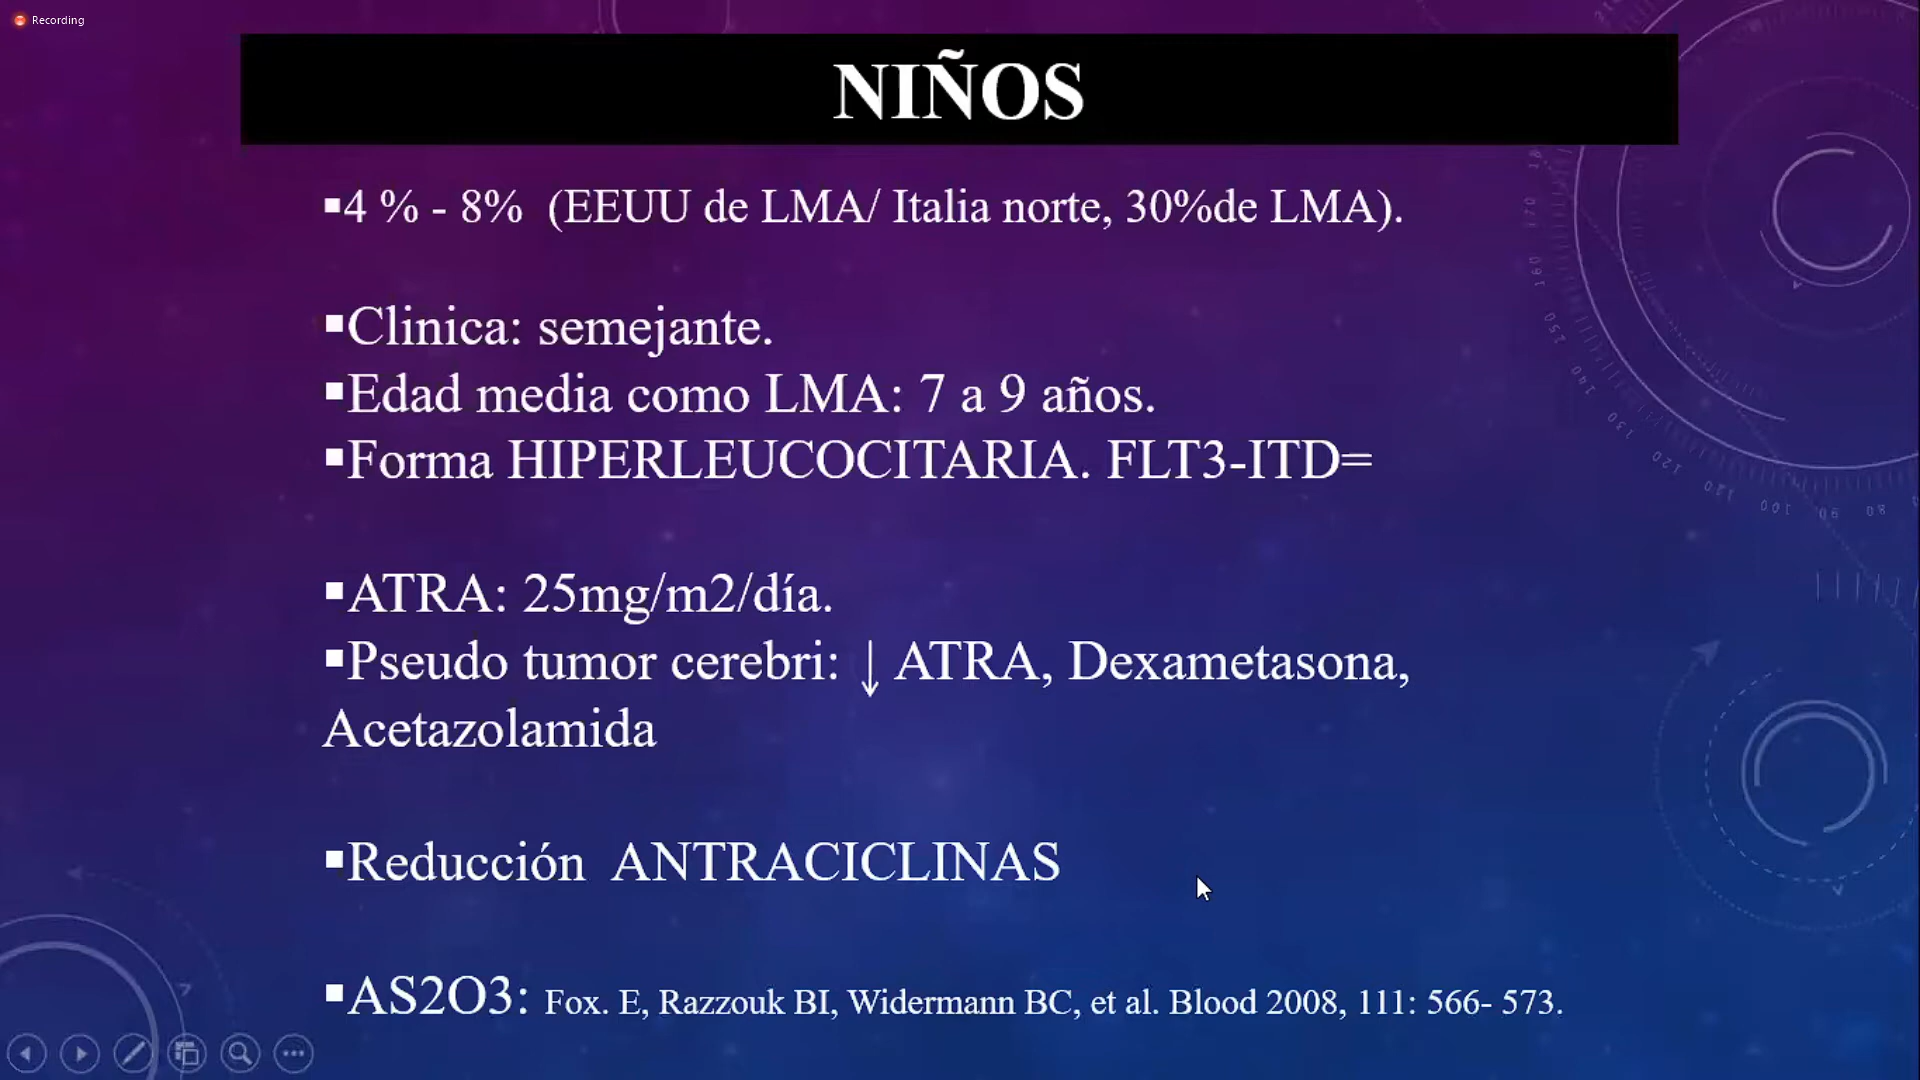 Recording
NIÑOS
▪4 % - 8%  (EEUU de LMA/ Italia norte, 30%de LMA).
▪Clinica: semejante.
▪Edad media como LMA: 7 a 9 años.
▪Forma HIPERLEUCOCITARIA. FLT3-ITD=
▪ATRA: 25mg/m2/día.
▪Pseudo tumor cerebri: ↓ ATRA, Dexametasona,
Acetazolamida
▪Reducción  ANTRACICLINAS
▪AS2O3: Fox. E, Razzouk BI, Widermann BC, et al. Blood 2008, 111: 566- 573.